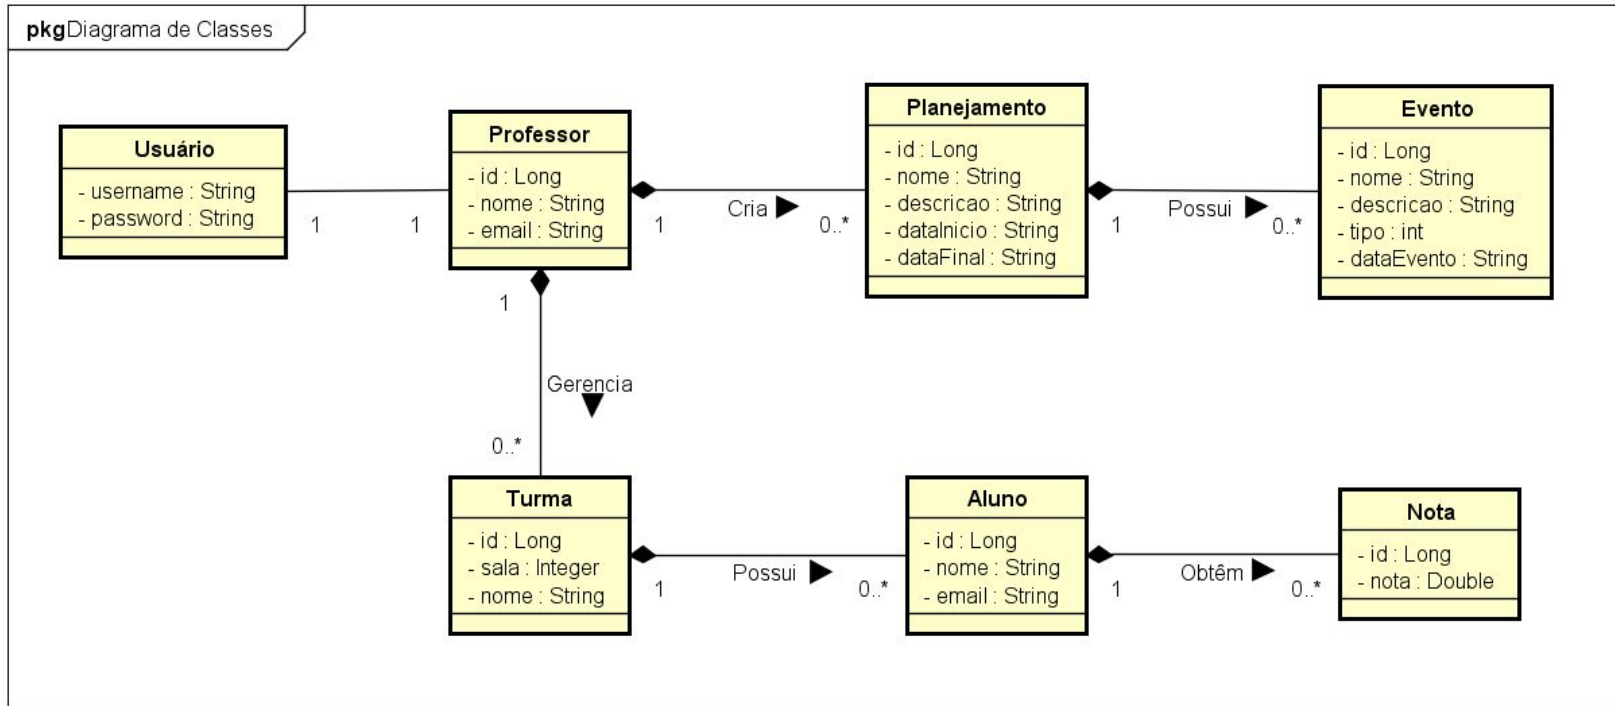 pkgDiagrama de Classes
Usuário
- username : String
- password : String
1
1
Professor
- id : Long
- nome : String
- email : String
1
Cria
0..*
Planejamento
- id : Long
- nome : String
- descricao : String
- dataInicio : String
- dataFinal : String
1
Possui
0..*
Evento
- id : Long
- nome : String
- descricao : String
- tipo : int
- dataEvento : String
1
Gerencia
0..*
Turma
- id : Long
- sala : Integer
- nome : String
1
Possui
0..*
Aluno
- id : Long
- nome : String
- email : String
1
Obtêm
0..*
Nota
- id : Long
- nota : Double